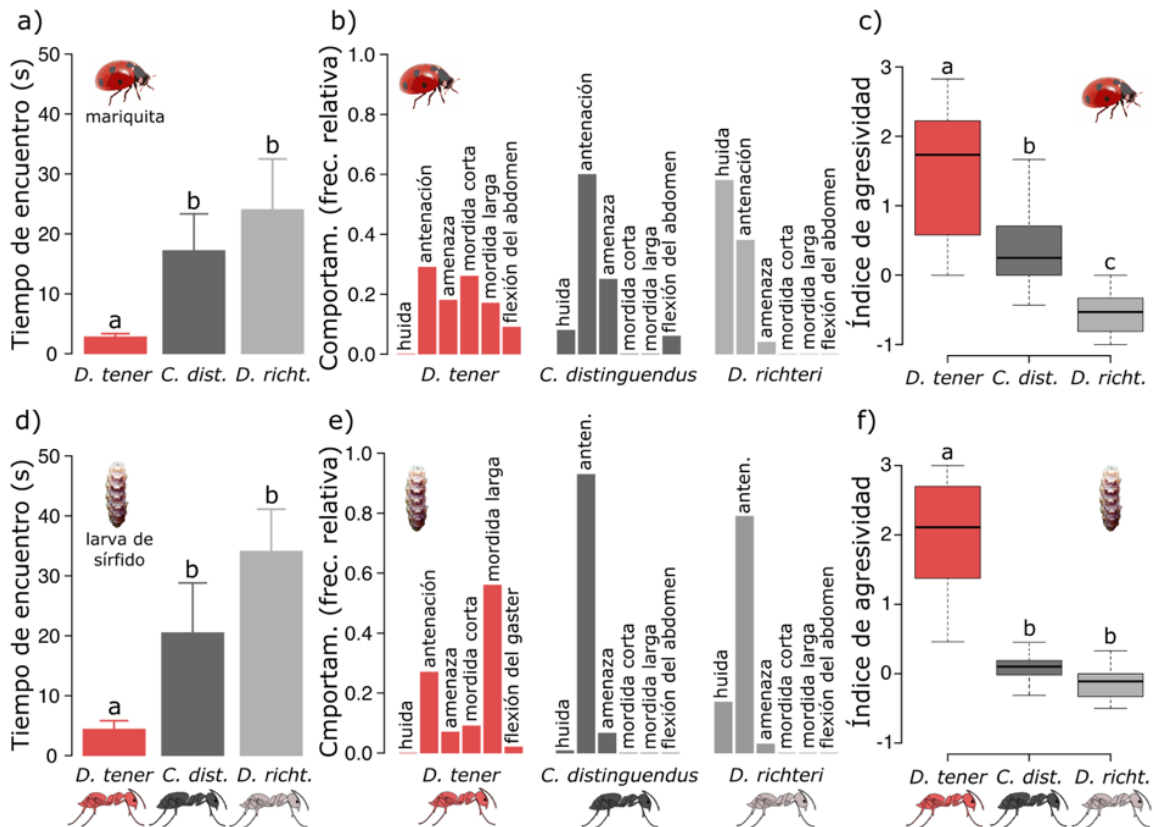 a)
Tiempo de encuentro (s)
50
40
30
20
10
0
mariquita
a
b
b
D. tener
C. dist.
D. richt.
b)
Comportam. (frec. relativa)
1.0
0.8
0.6
0.4
0.2
0.0
huida
antenación
amenaza
mordida corta
mordida larga
flexión del abdomen
huida
antenación
amenaza
mordida corta
mordida larga
flexión del abdomen
huida
antenación
amenaza
mordida corta
mordida larga
flexión del abdomen
D. tener
C. distinguendus
D. richteri
c)
Índice de agresividad
3
2
1
0
-1
a
b
c
D. tener
C. dist.
D. richt.
d)
Tiempo de encuentro (s)
50
40
30
20
10
0
larva de
sírfido
a
b
b
D. tener
C. dist.
D. richt.
e)
Cmportam. (frec. relativa)
1.0
0.8
0.6
0.4
0.2
0.0
huida
antenación
amenaza
mordida corta
mordida larga
flexión del gaster
huida
anten.
amenaza
mordida corta
mordida larga
flexión del abdomen
huida
anten.
amenaza
mordida corta
mordida larga
flexión del abdomen
D. tener
C. distinguendus
D. richteri
f)
Índice de agresividad
3
2
1
0
-1
a
b
b
D. tener
C. dist.
D. richt.